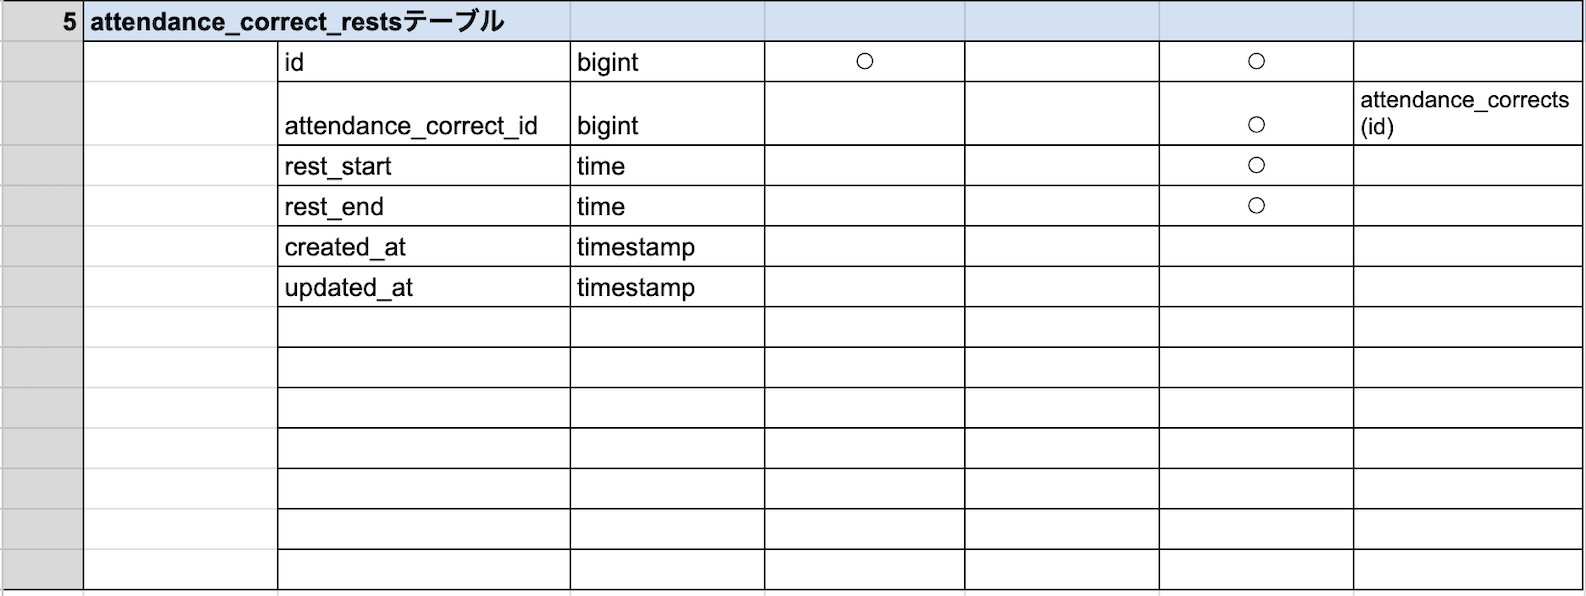 5 attendance_correct_restsテーブル
id bigint ○ ○
attendance_correct_id bigint ○ attendance_corrects
(id)
rest_start time ○
rest_end time ○
created_at timestamp
updated_at timestamp